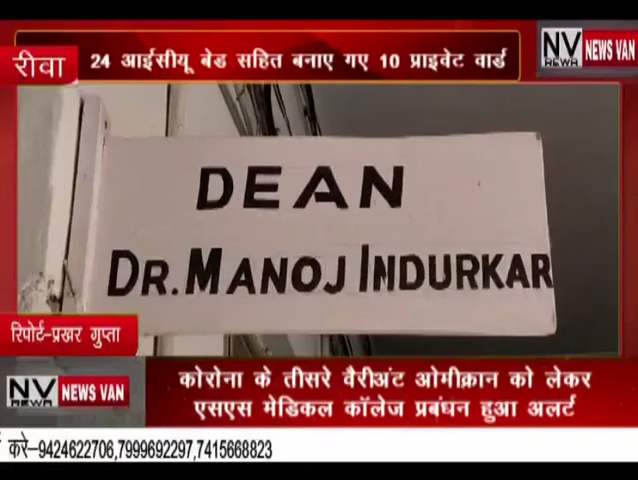 रीवा
24 आईसीयू बेड सहित बनाए गए 10 प्राइवेट वार्ड
NV NEWS VAN
REWA
DEAN
DR. MANOJ INDURKAR
रिपोर्ट-प्रखर गुप्ता
NV NEWS VAN
REWA
कोरोना के तीसरे वैरीअंट ओमीक्रान को लेकर
एसएस मेडिकल कॉलेज प्रबंधन हुआ अलर्ट
करे-9424622706,7999692297,7415668823